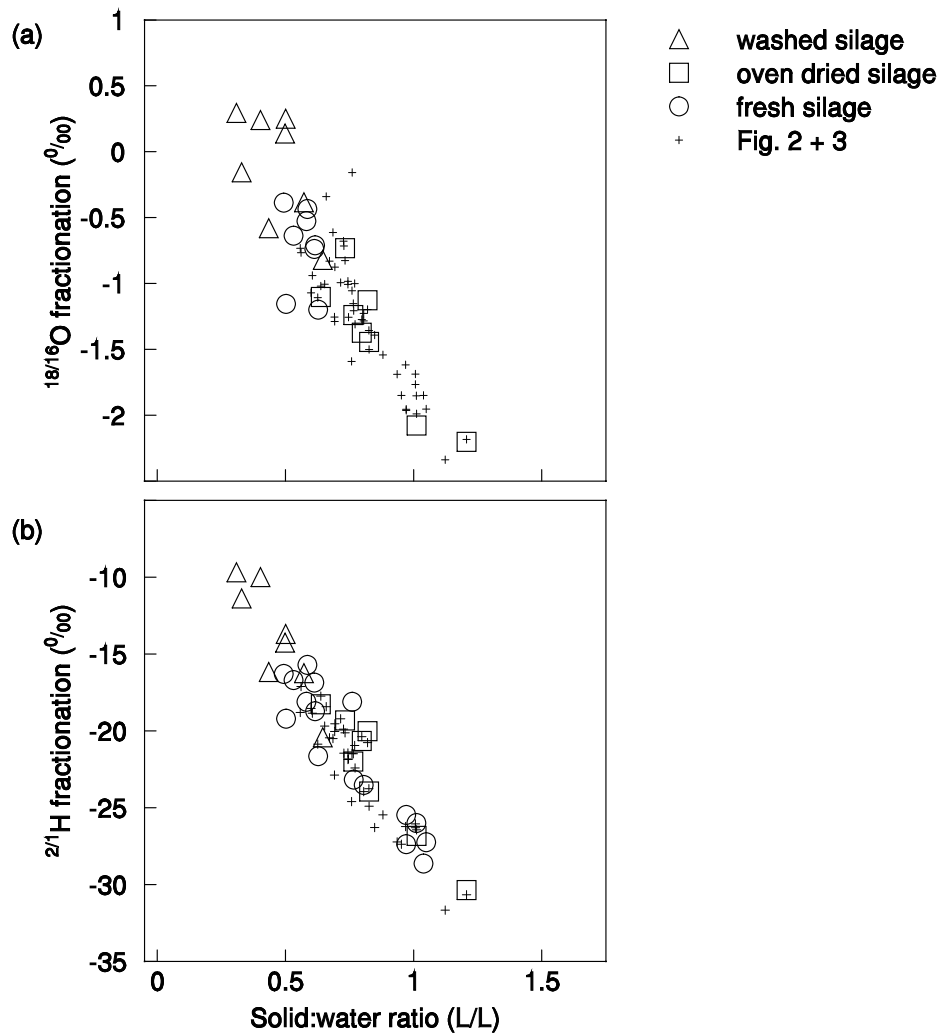 (a)
1
0.5
0
-0.5
-1
-1.5
-2
18/16O fractionation (0/00)
washed silage
oven dried silage
fresh silage
Fig. 2 + 3
(b)
-10
-15
-20
-25
-30
-35
2/1H fractionation (0/00)
0 0.5 1 1.5
Solid:water ratio (L/L)